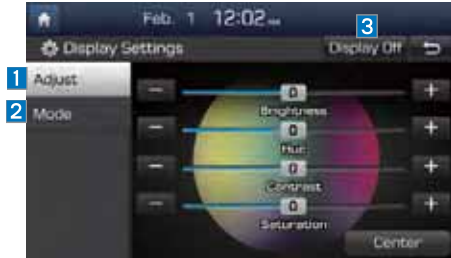 Feb. 1 12:02
3
Display Settings Display Off
1 Adjust
2 Mode
0
Brightness
0
Hue
0
Contrast
0
Saturation
Center